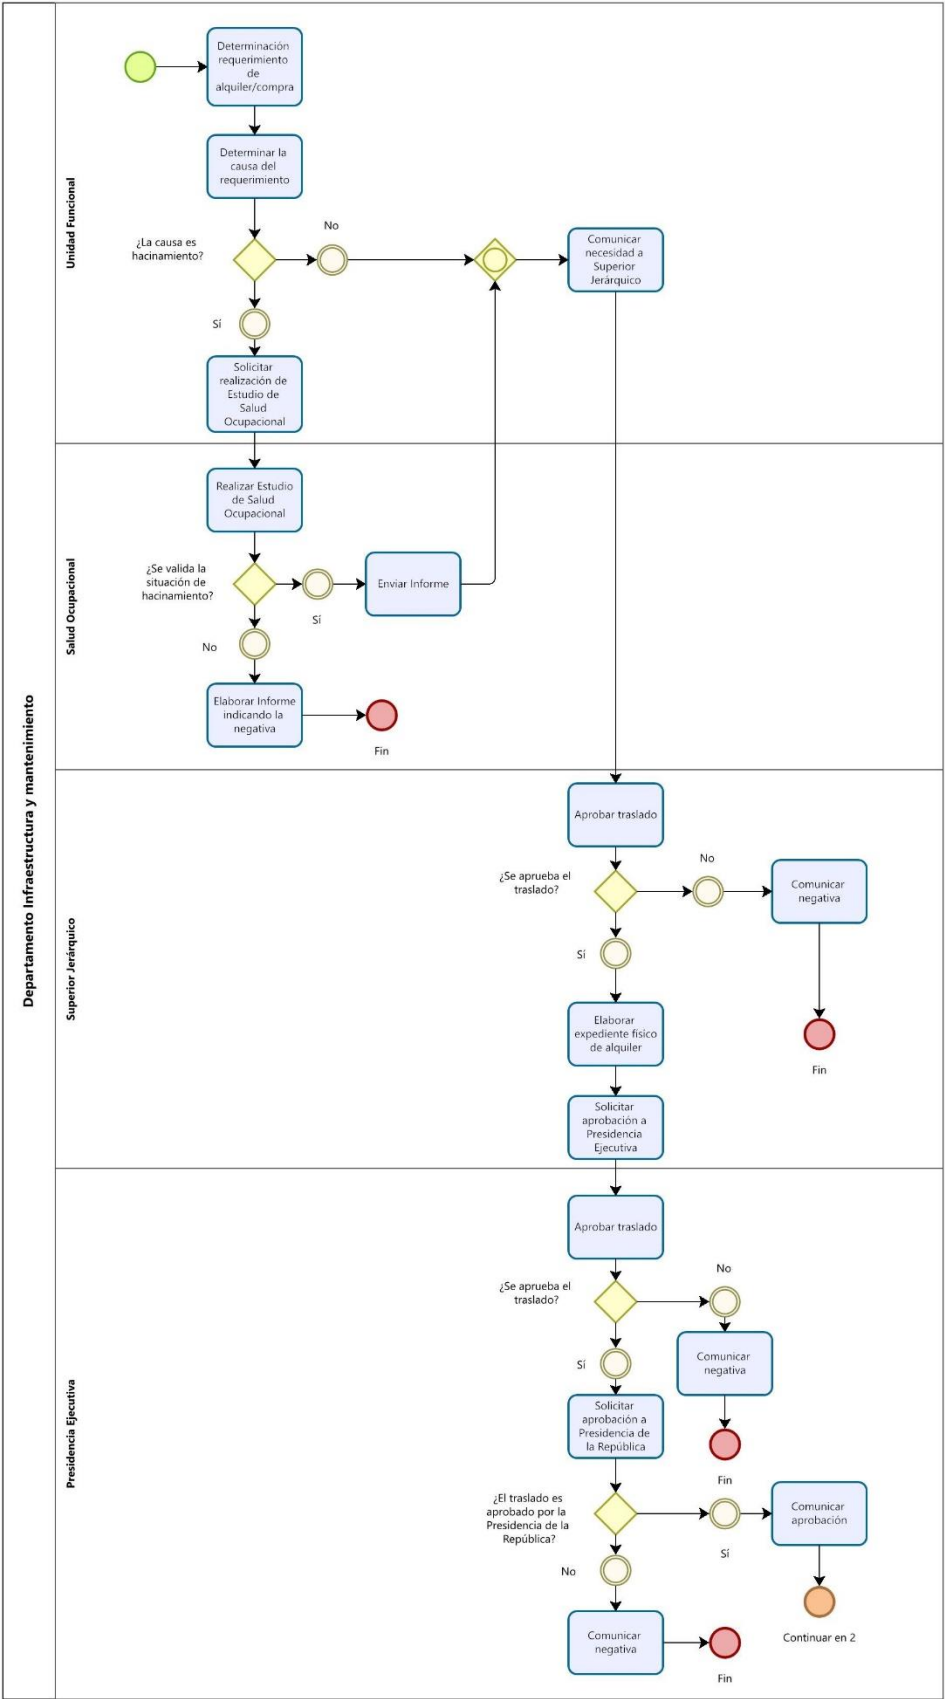 Departamento Infraestructura y mantenimiento
Unidad Funcional
Determinación
requerimiento
de
alquiler/compra
Determinar la
causa del
requerimiento
¿La causa es
hacinamiento?
No
Comunicar
necesidad a
Superior
Jerárquico
Sí
Solicitar
realización de
Estudio de
Salud
Ocupacional
Salud Ocupacional
Realizar Estudio
de Salud
Ocupacional
¿Se valida la
situación de
hacinamiento?
Sí
Enviar Informe
No
Elaborar Informe
indicando la
negativa
Fin
Superior Jerárquico
Aprobar traslado
¿Se aprueba el
traslado?
No
Comunicar
negativa
Fin
Sí
Elaborar
expediente físico
de alquiler
Solicitar
aprobación a
Presidencia
Ejecutiva
Presidencia Ejecutiva
Aprobar traslado
¿Se aprueba el
traslado?
No
Comunicar
negativa
Fin
Sí
Solicitar
aprobación a
Presidencia de
la República
¿El traslado es
aprobado por la
Presidencia de la
República?
Sí
Comunicar
aprobación
Continuar en 2
No
Comunicar
negativa
Fin